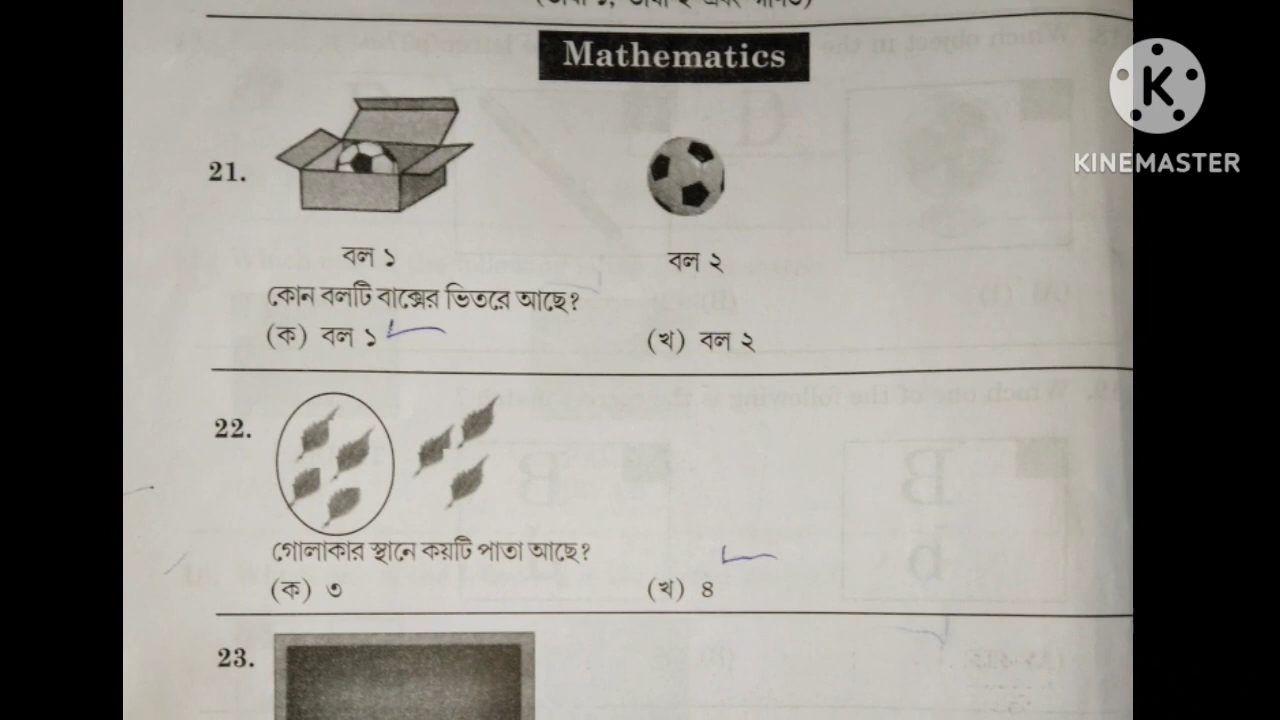 Mathematics
KINEMASTER
21.
বল ১ বল ২
কোন বলটি বাক্সের ভিতরে আছে?
(ক) বল ১ (খ) বল ২
22.
গোলাকার স্থানে কয়টি পাতা আছে?
(ক) ৩ (খ) ৪
23.